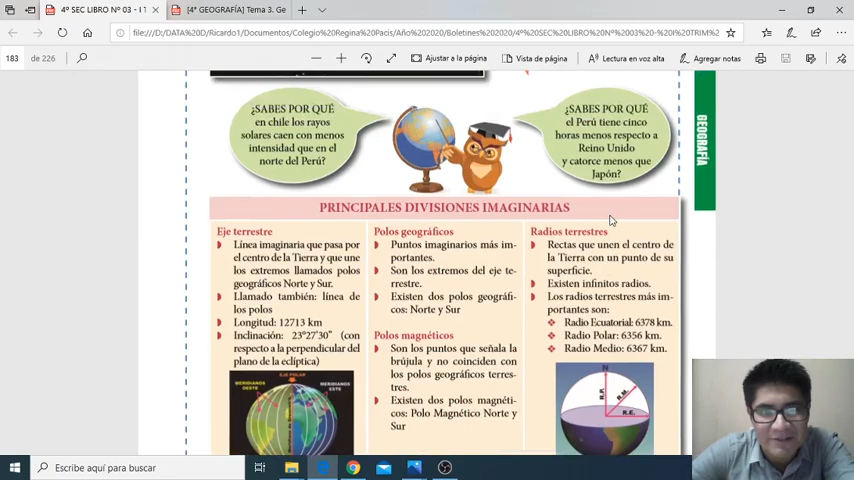 4º SEC LIBRO Nº 03 - I T
[4° GEOGRAFÍA] Tema 3. Ge
file:///D:/DATA%20D/Ricardo1/Documentos/Colegio%20Regina%20Pacis/Año%202020/Boletines%202020/4º%20SEC%20LIBRO%20Nº%2003%20-%20I%20TRIM%2
183
de 226
Ajustar a la página
Vista de página
Lectura en voz alta
Agregar notas
¿SABES POR QUÉ
en chile los rayos
solares caen con menos
intensidad que en el
norte del Perú?
¿SABES POR QUÉ
el Perú tiene cinco
horas menos respecto a
Reino Unido
y catorce menos que
Japón?
GEOGRAFÍA
PRINCIPALES DIVISIONES IMAGINARIAS
Eje terrestre
Línea imaginaria que pasa por
el centro de la Tierra y que une
los extremos llamados polos
geográficos Norte y Sur.
Llamado también: línea de
los polos
Longitud: 12713 km
Inclinación: 23°27'30" (con
respecto a la perpendicular del
plano de la eclíptica)
EJE POLAR
MERIDIANOS
OESTE
MERIDIANOS
ESTE
Polos geográficos
Puntos imaginarios más im-
portantes.
Son los extremos del eje te-
rrestre.
Existen dos polos geográfi-
cos: Norte y Sur
Polos magnéticos
Son los puntos que señala la
brújula y no coinciden con
los polos geográficos terres-
tres.
Existen dos polos magnéti-
cos: Polo Magnético Norte y
Sur
Radios terrestres
Rectas que unen el centro de
la Tierra con un punto de su
superficie.
Existen infinitos radios.
Los radios terrestres más im-
portantes son:
Radio Ecuatorial: 6378 km.
Radio Polar: 6356 km.
Radio Medio: 6367 km.
N
R.P.
R.M.
R.E.
Escribe aquí para buscar